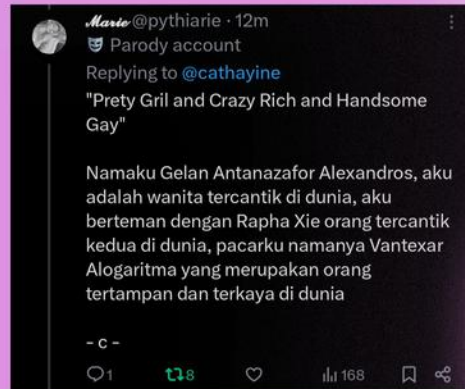 Marie @pythiarie · 12m
Parody account
Replying to @cathayine
"Prety Gril and Crazy Rich and Handsome
Gay"
Namaku Gelan Antanazafor Alexandros, aku
adalah wanita tercantik di dunia, aku
berteman dengan Rapha Xie orang tercantik
kedua di dunia, pacarku namanya Vantexar
Alogaritma yang merupakan orang
tertampan dan terkaya di dunia
- c -
1 8 168